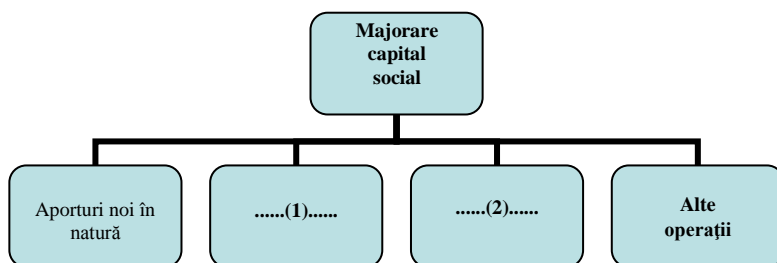 Majorare
capital
social
Aporturi noi în
natură
......(1)......
......(2)......
Alte
operaţii